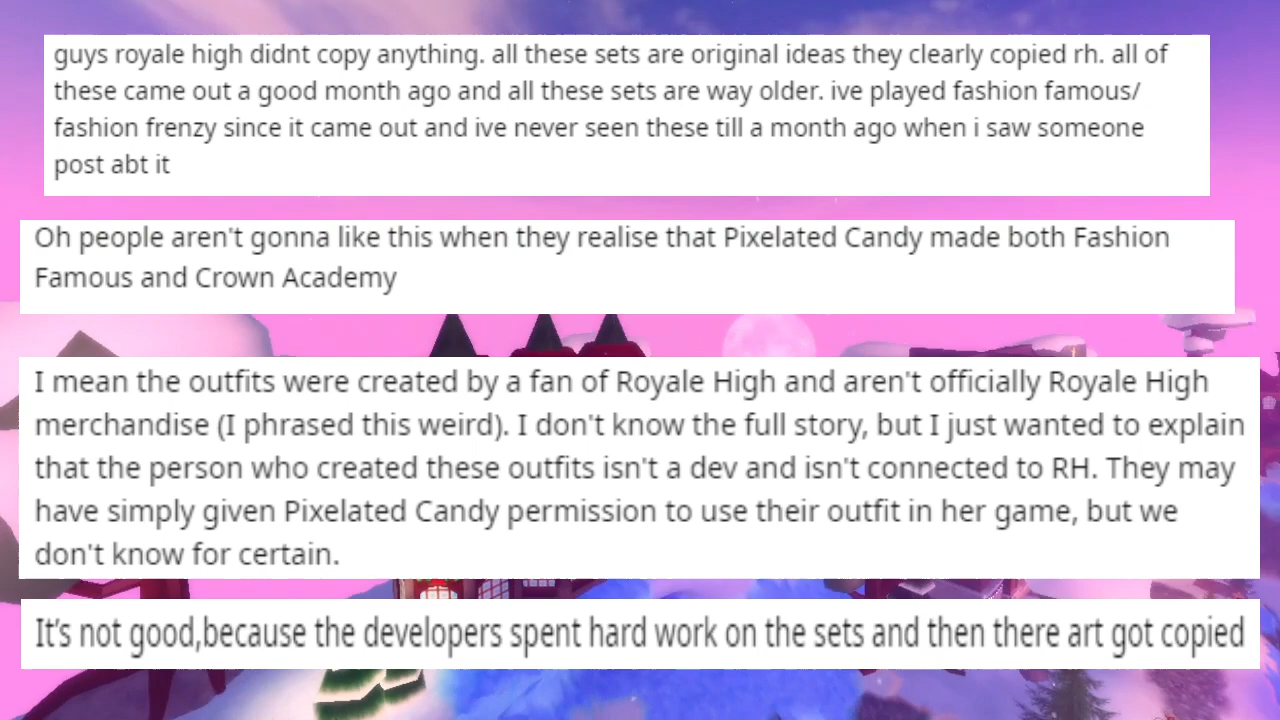 guys royale high didnt copy anything. all these sets are original ideas they clearly copied rh. all of
these came out a good month ago and all these sets are way older. ive played fashion famous/
fashion frenzy since it came out and ive never seen these till a month ago when i saw someone
post abt it
Oh people aren't gonna like this when they realise that Pixelated Candy made both Fashion
Famous and Crown Academy
I mean the outfits were created by a fan of Royale High and aren't officially Royale High
merchandise (I phrased this weird). I don't know the full story, but I just wanted to explain
that the person who created these outfits isn't a dev and isn't connected to RH. They may
have simply given Pixelated Candy permission to use their outfit in her game, but we
don't know for certain.
It's not good,because the developers spent hard work on the sets and then there art got copied